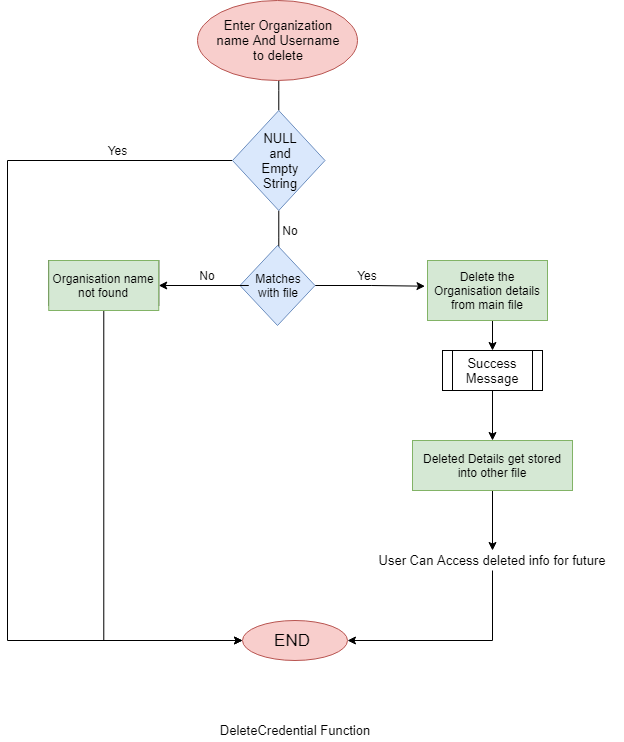 Enter Organization
name And Username
to delete
NULL
and
Empty
String
Yes
No
Matches
with file
No
Yes
Organisation name
not found
Delete the
Organisation details
from main file
Success
Message
Deleted Details get stored
into other file
User Can Access deleted info for future
END
DeleteCredential Function